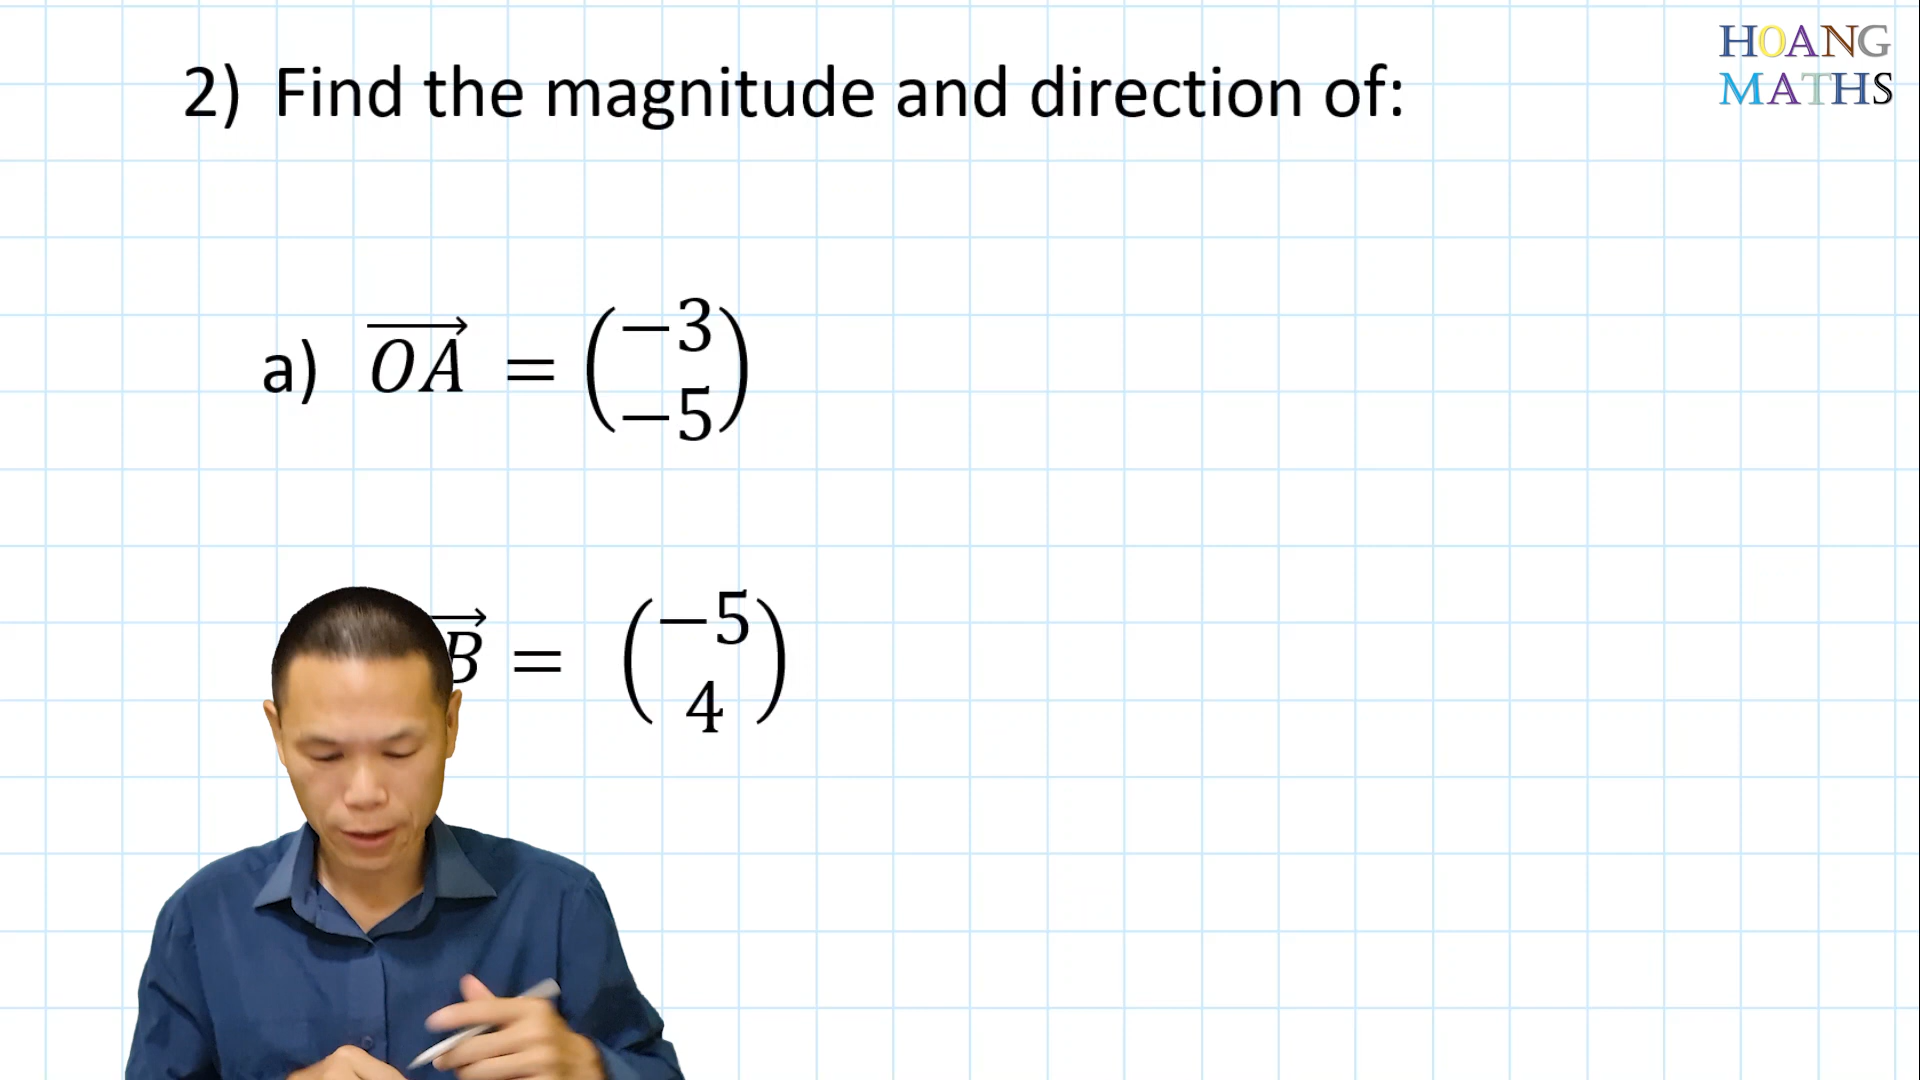 HOANG
MATHS
2) Find the magnitude and direction of:
a) \overrightarrow{OA} = \begin{pmatrix} -3 \\ -5 \end{pmatrix}
B = \begin{pmatrix} -5 \\ 4 \end{pmatrix}